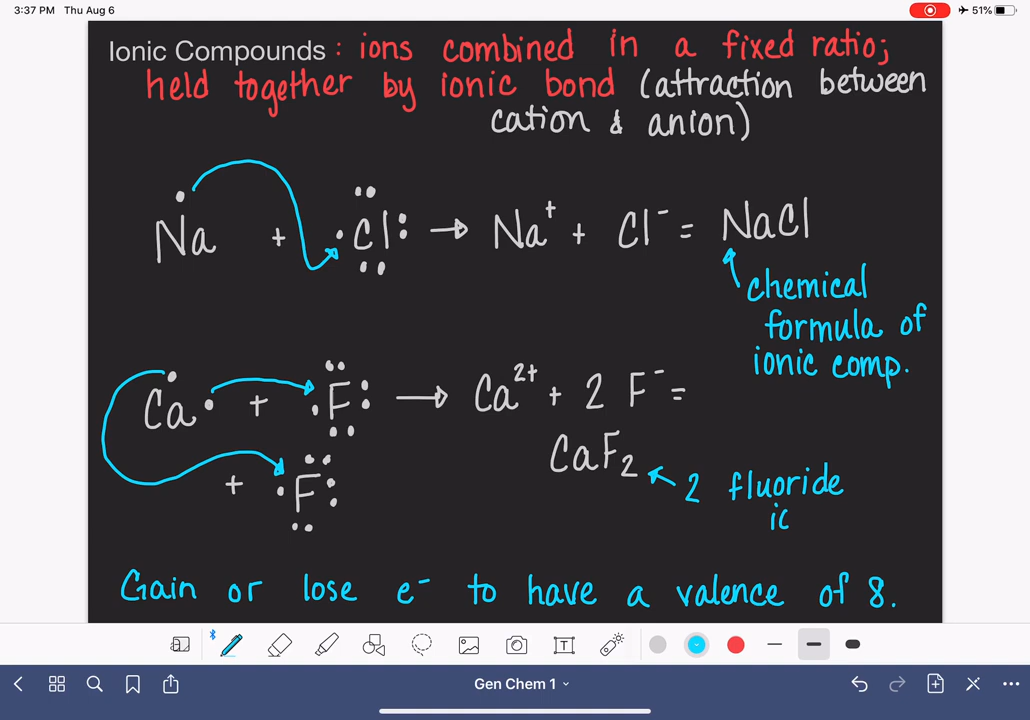 3:37 PM Thu Aug 6 51%
Ionic Compounds : ions combined in a fixed ratio;
held together by ionic bond (attraction between
cation & anion)
Na + Cl → Na⁺ + Cl⁻ = NaCl
chemical
formula of
ionic comp.
Ca + F → Ca²⁺ + 2 F⁻ =
CaF₂
+ F
2 fluoride
ic
Gain or lose e⁻ to have a valence of 8.
T
Gen Chem 1